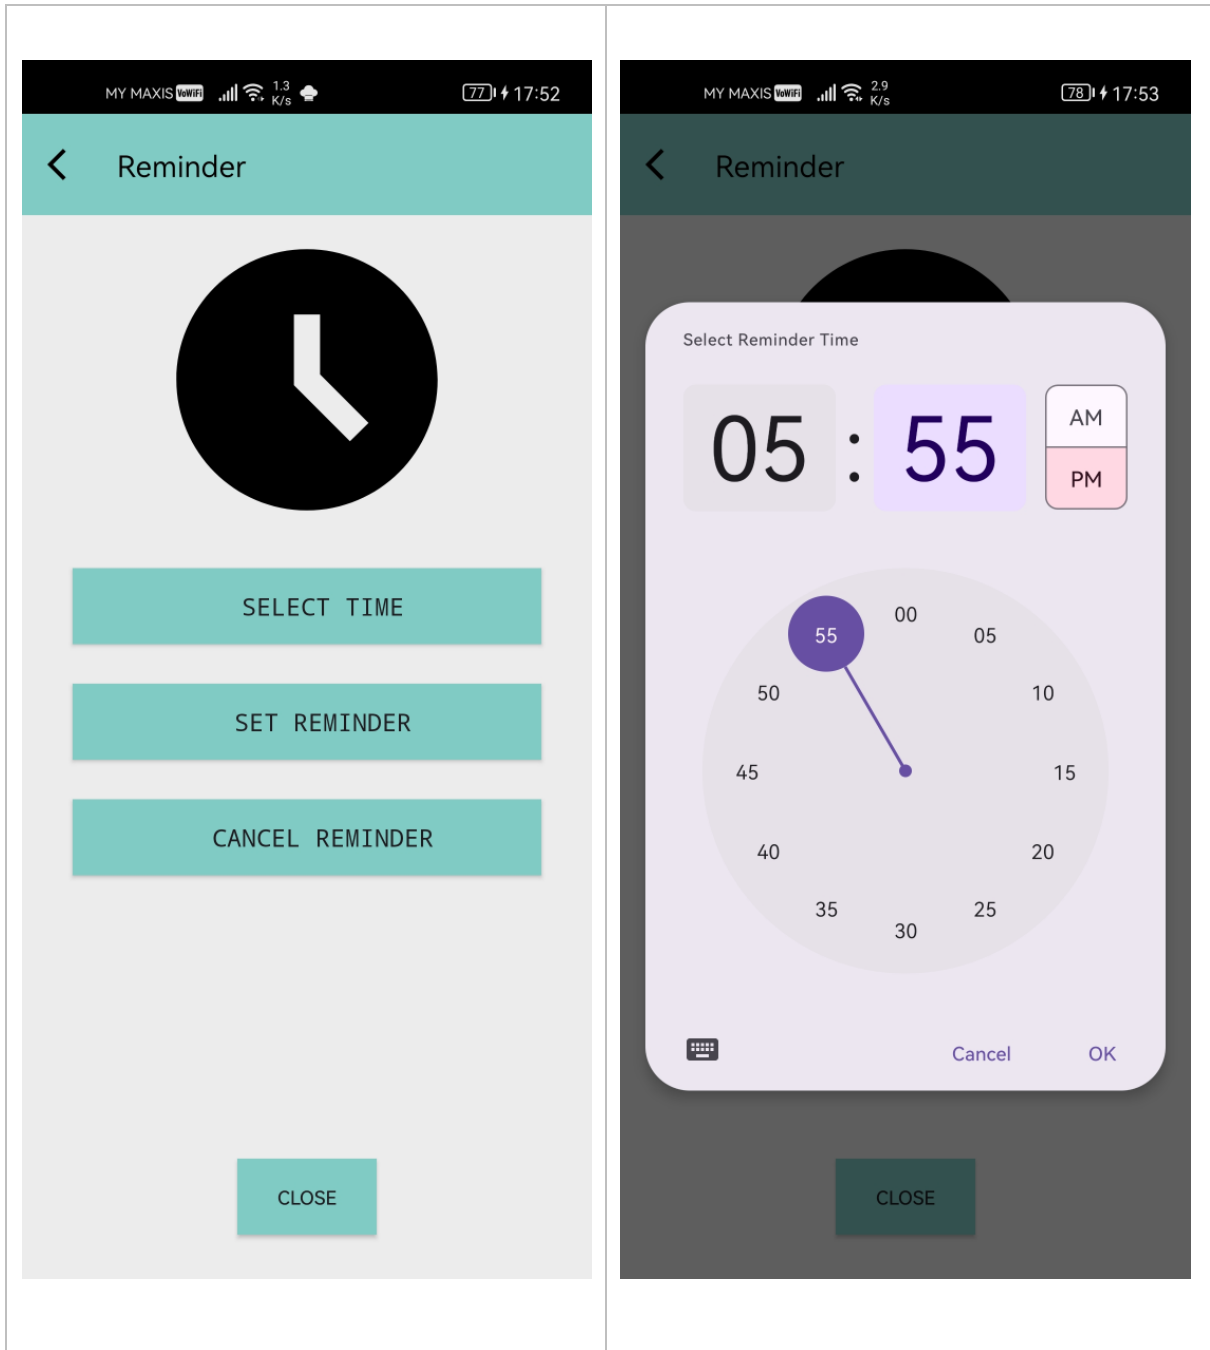 MY MAXIS VoWiFi 1.3 K/s 77 17:52
Reminder
SELECT TIME
SET REMINDER
CANCEL REMINDER
CLOSE
MY MAXIS VoWiFi 2.9 K/s 78 17:53
Reminder
Select Reminder Time
05 : 55
AM
PM
00
55 05
50 10
45 15
40 20
35 25
30
Cancel OK
CLOSE